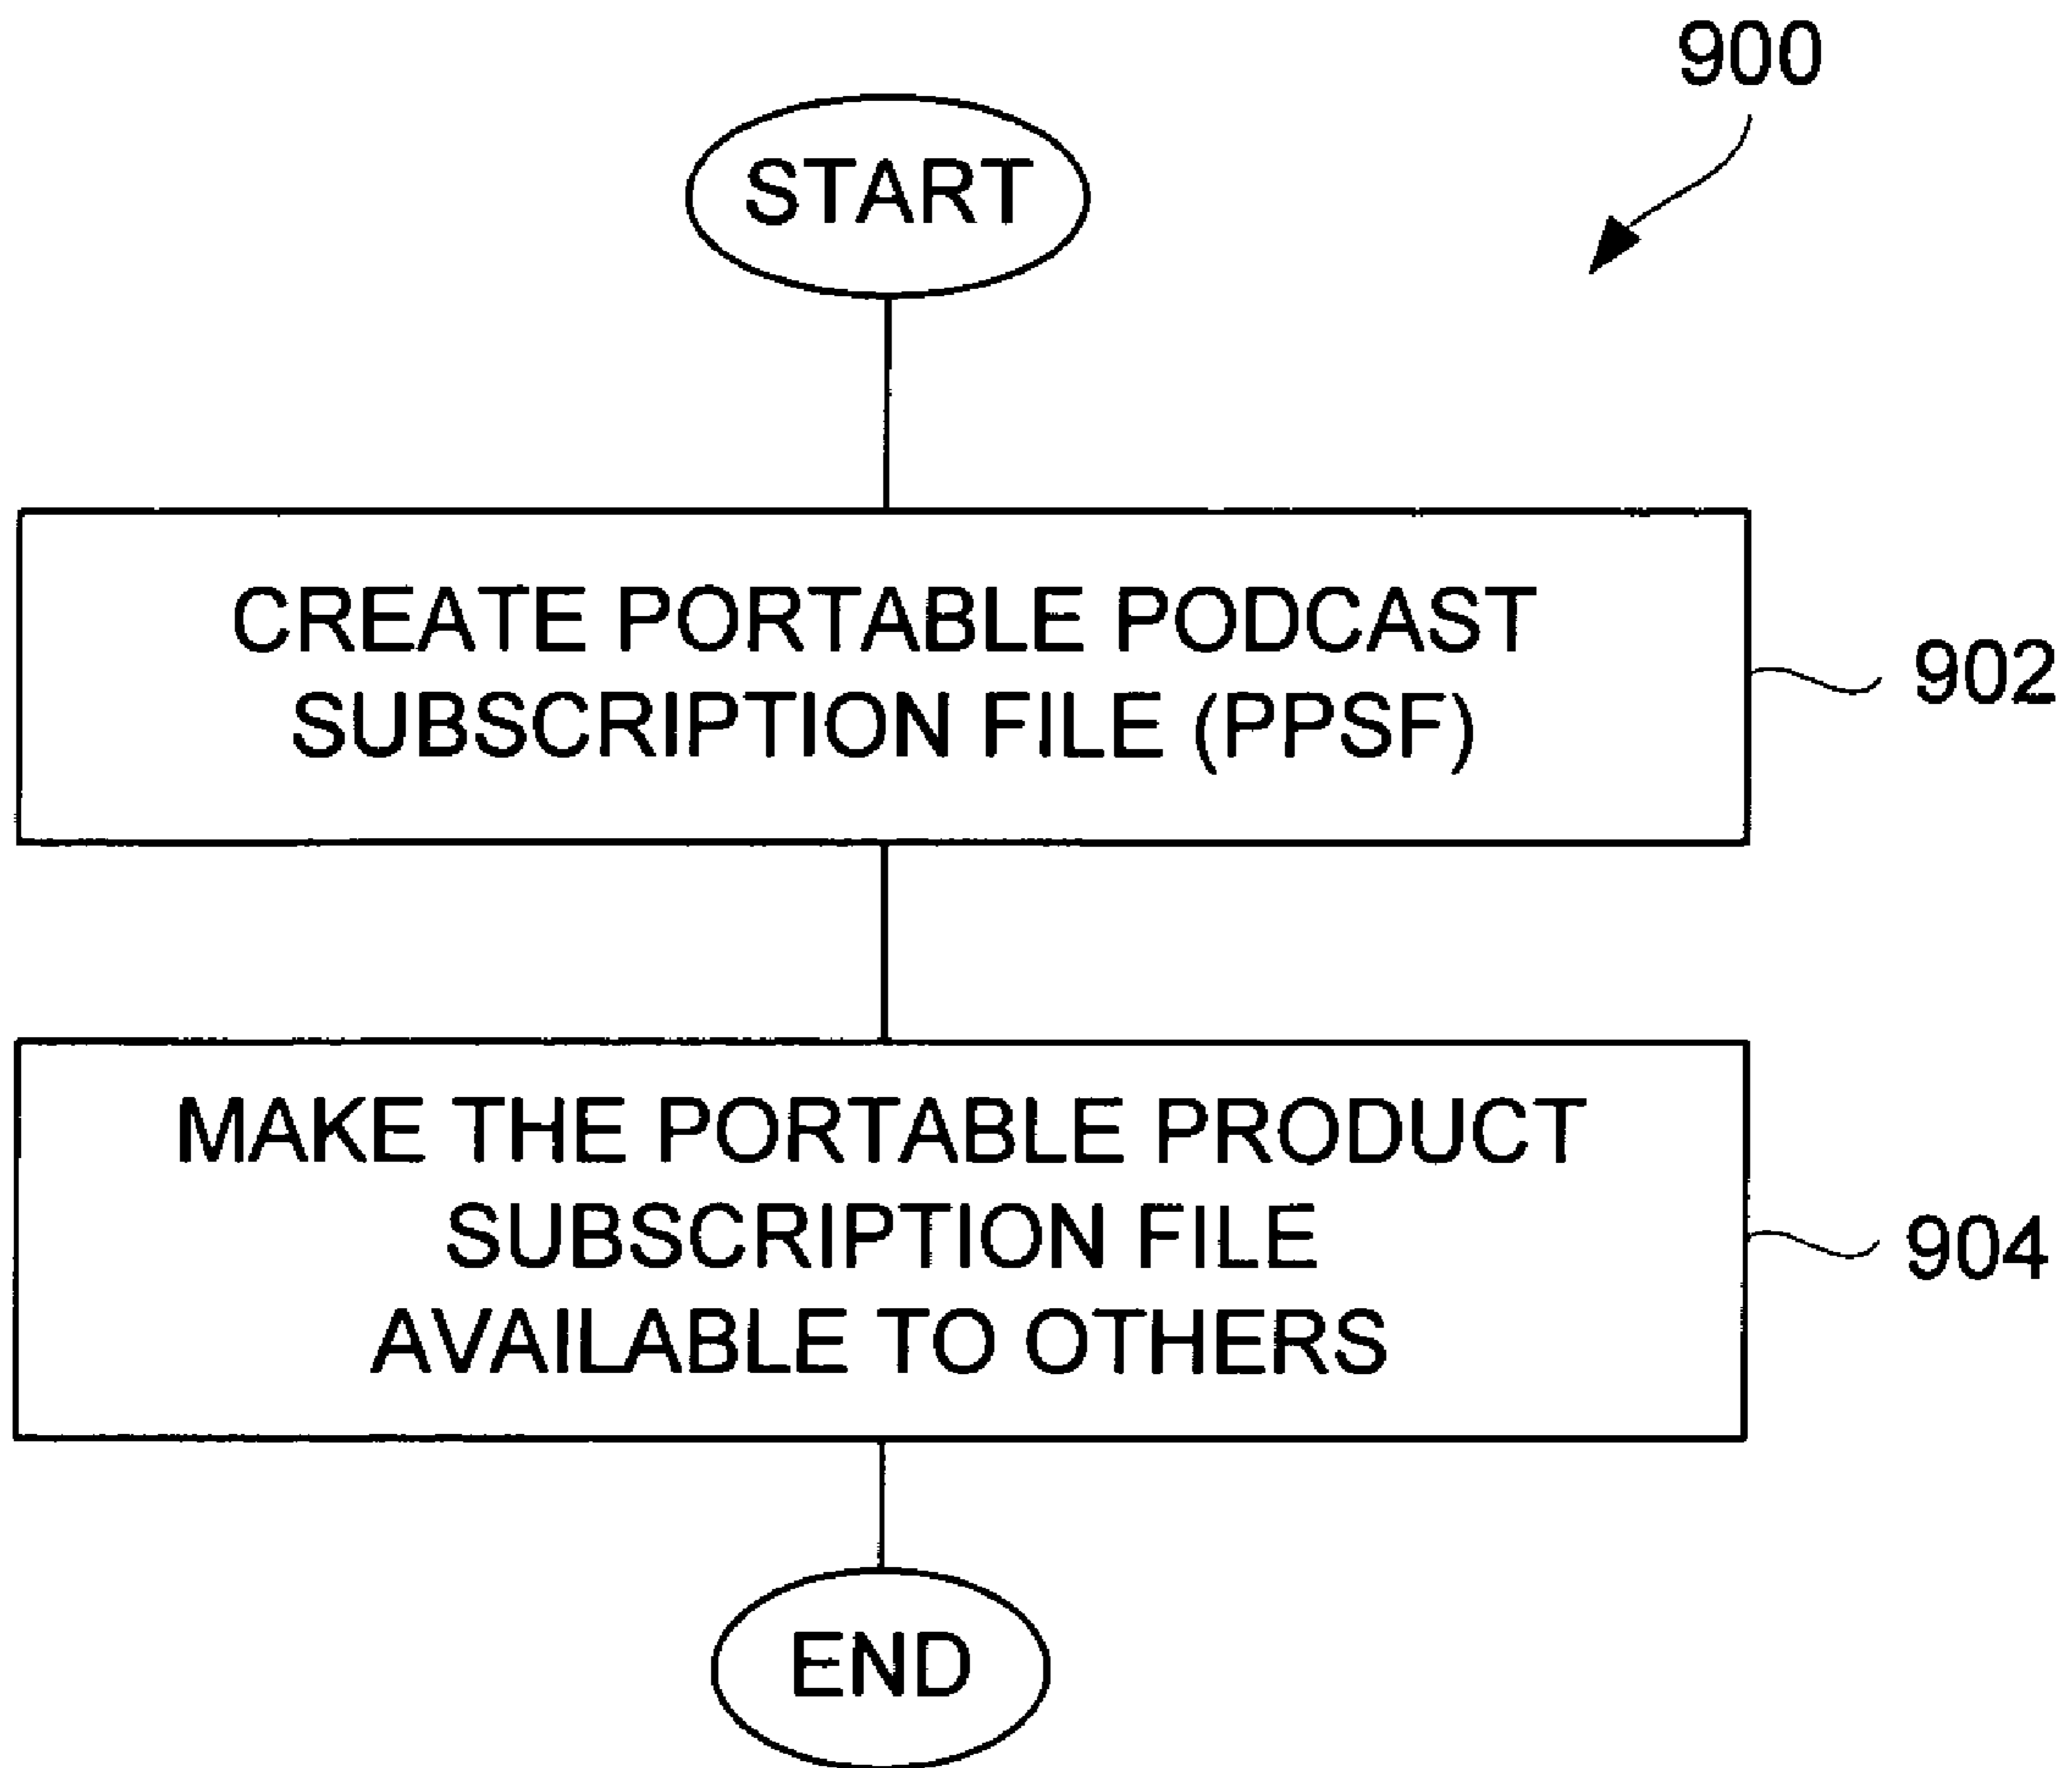 900
START
CREATE PORTABLE PODCAST
SUBSCRIPTION FILE (PPSF)
902
MAKE THE PORTABLE PRODUCT
SUBSCRIPTION FILE
AVAILABLE TO OTHERS
904
END